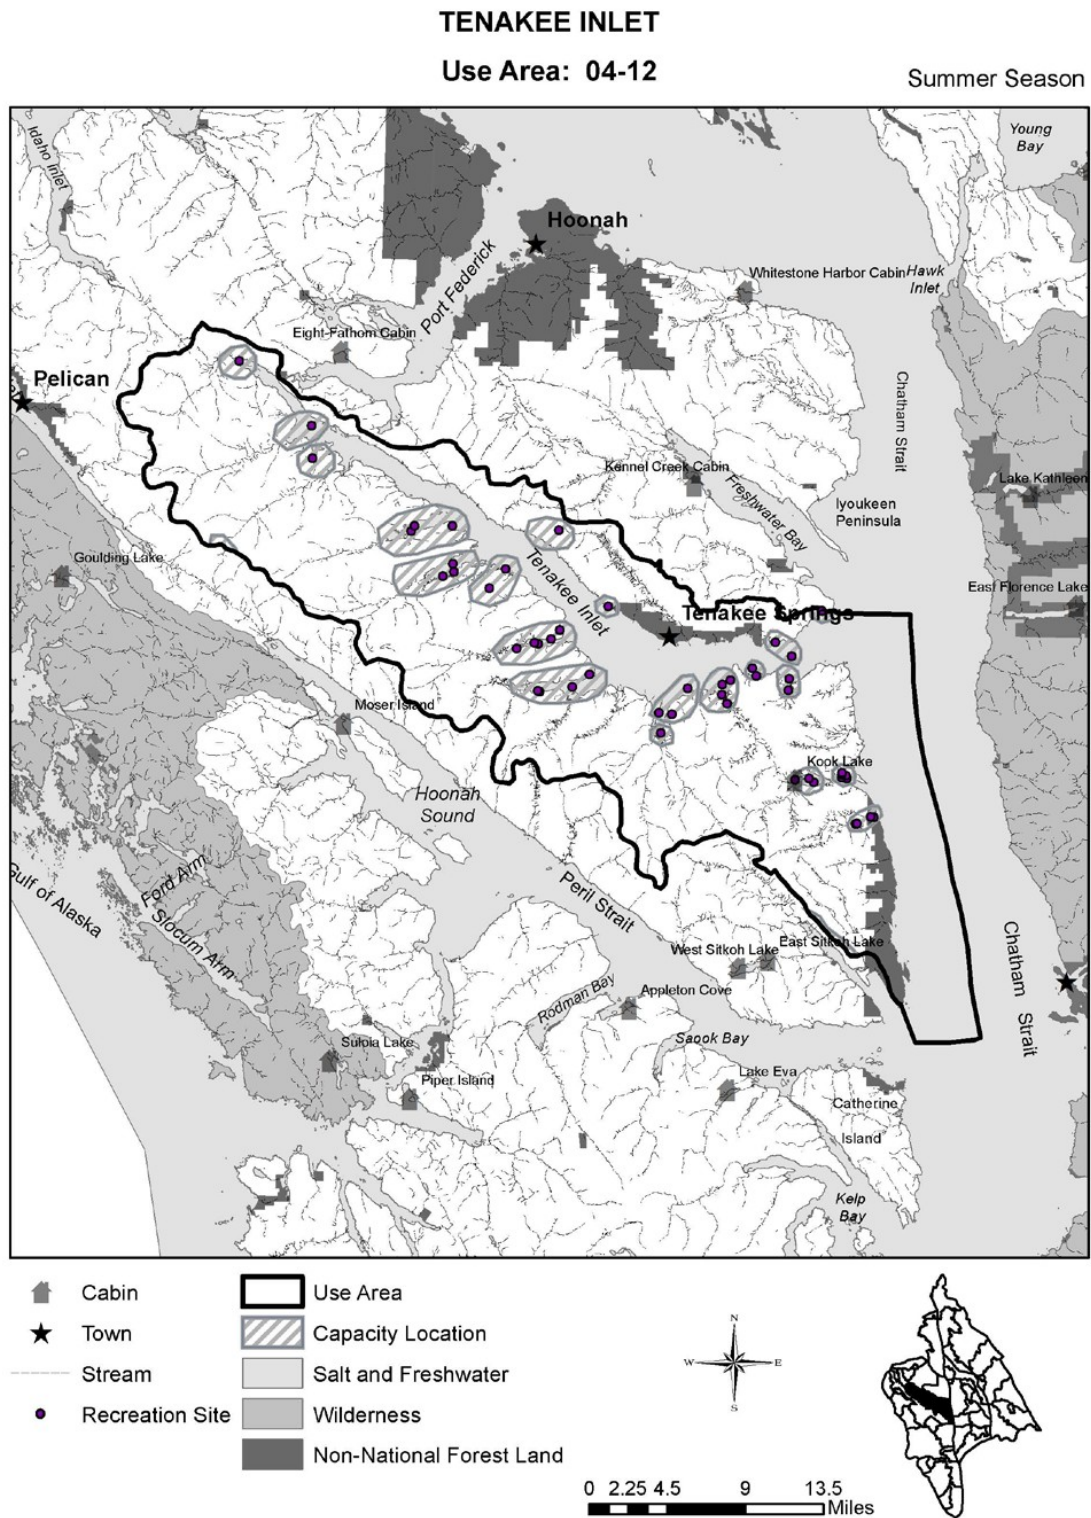 TENAKEE INLET
Use Area: 04-12
Summer Season
Idaho Inlet
Young
Bay
Hoonah
Port Federick
Whitestone Harbor Cabin
Hawk
Inlet
Eight-Fathom Cabin
Pelican
Chatham Strait
Kennel Creek Cabin
Lake Kathleen
Freshwater Bay
Iyoukeen
Peninsula
Goulding Lake
Tenakee Inlet
East Florence Lake
Tenakee Springs
Moser Island
Kook Lake
Hoonah
Sound
Ford Arm
Slocum Arm
Gulf of Alaska
Peril Strait
West Sitkoh Lake
East Sitkoh Lake
Chatham Strait
Rodman Bay
Appleton Cove
Saook Bay
Suloia Lake
Piper Island
Lake Eva
Catherine
Island
Kelp
Bay
Cabin
Town
Stream
Recreation Site
Use Area
Capacity Location
Salt and Freshwater
Wilderness
Non-National Forest Land
N
W
E
S
0 2.25 4.5 9 13.5
Miles